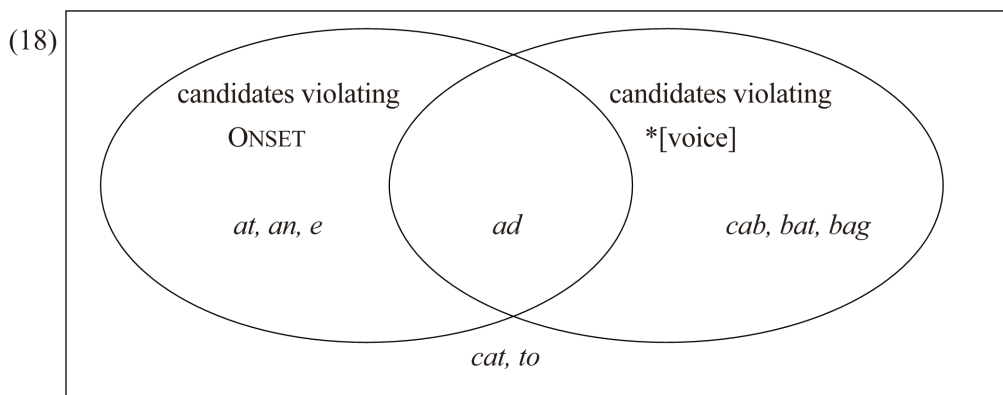 (18)
candidates violating
ONSET
candidates violating
*[voice]
at, an, e
ad
cab, bat, bag
cat, to